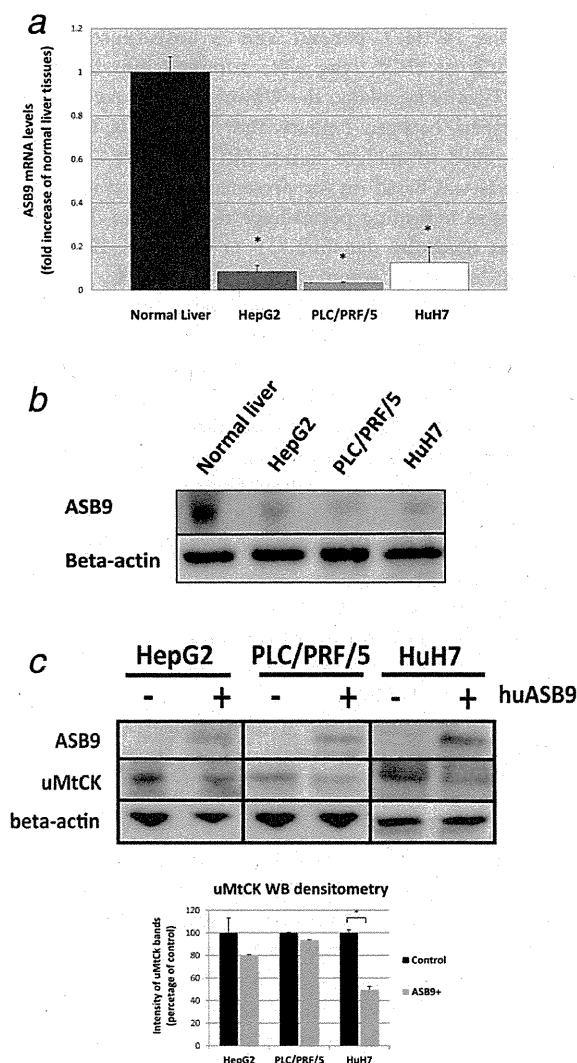 a
ASB9 mRNA levels
(fold increase of normal liver tissues)
1.2
1
0.8
0.6
0.4
0.2
0
*
*
*
Normal Liver HepG2 PLC/PRF/5 HuH7
b
Normal liver HepG2 PLC/PRF/5 HuH7
ASB9
Beta-actin
c
HepG2 PLC/PRF/5 HuH7
- + - + - + huASB9
ASB9
uMtCK
beta-actin
uMtCK WB densitometry
Intensity of uMtCk bands
(percetage of control)
120
100
80
60
40
20
0
*
Control
ASB9+
HepG2 PLC/PRF/5 HuH7